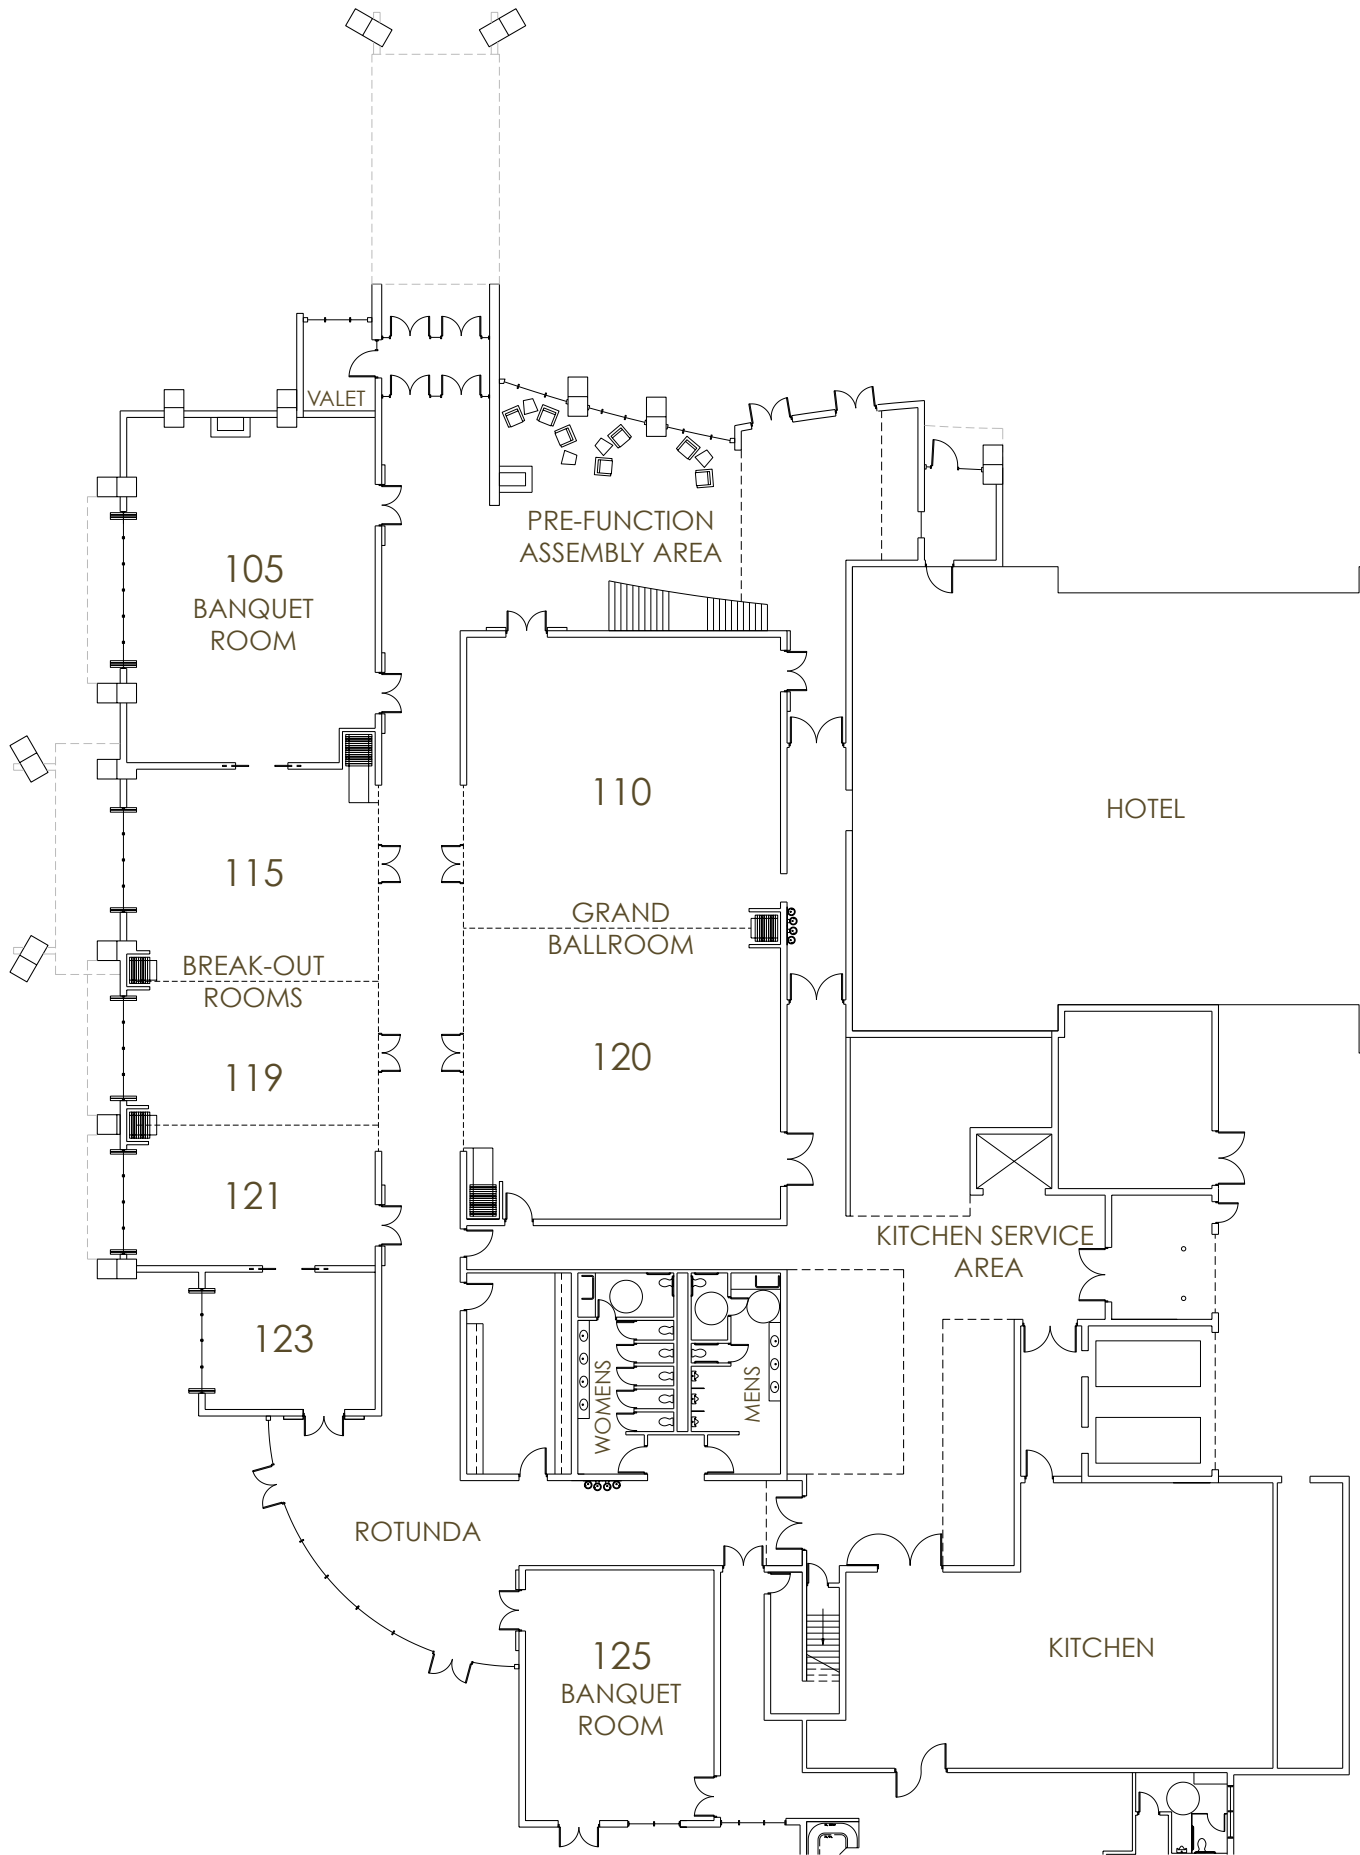 VALET
PRE-FUNCTION
ASSEMBLY AREA
105
BANQUET
ROOM
110
HOTEL
115
GRAND
BALLROOM
BREAK-OUT
ROOMS
120
119
121
KITCHEN SERVICE
AREA
123
WOMENS
MENS
ROTUNDA
125
BANQUET
ROOM
KITCHEN